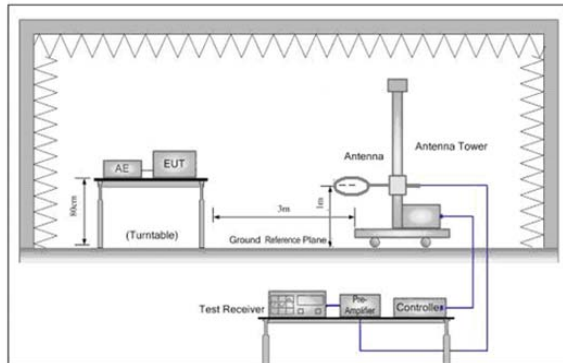 Antenna Tower
Antenna
EUT
AE
80cm
3m
1m
(Turntable)
Ground Reference Plane
Test Receiver
Pre-
Amplifier
Controller